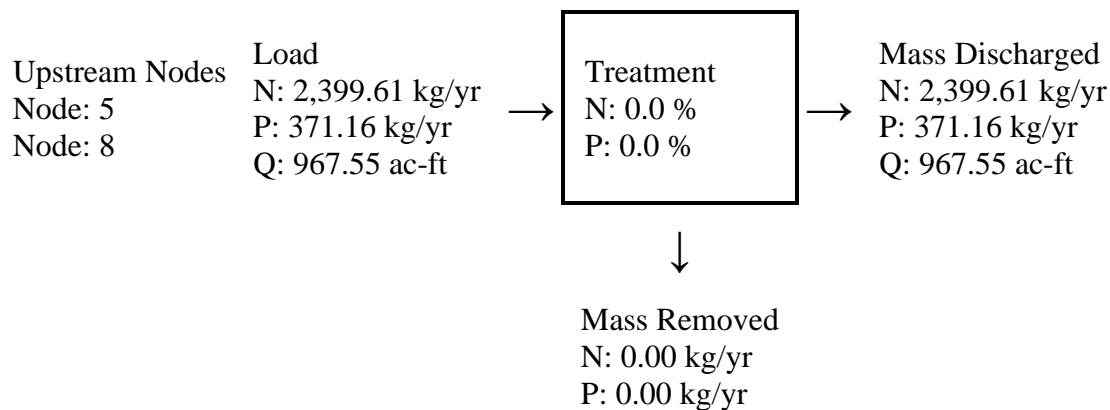 Upstream Nodes
Node: 5
Node: 8
Load
N: 2,399.61 kg/yr
P: 371.16 kg/yr
Q: 967.55 ac-ft
→
Treatment
N: 0.0 %
P: 0.0 %
→
Mass Discharged
N: 2,399.61 kg/yr
P: 371.16 kg/yr
Q: 967.55 ac-ft
↓
Mass Removed
N: 0.00 kg/yr
P: 0.00 kg/yr